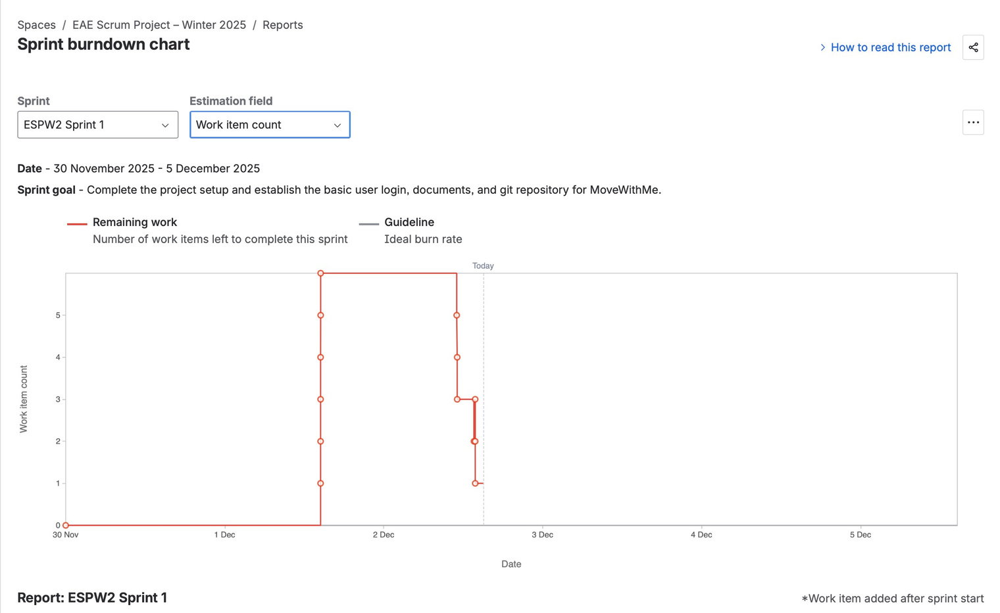 Spaces / EAE Scrum Project – Winter 2025 / Reports
Sprint burndown chart
How to read this report
Sprint
Estimation field
ESPW2 Sprint 1
Work item count
Date - 30 November 2025 - 5 December 2025
Sprint goal - Complete the project setup and establish the basic user login, documents, and git repository for MoveWithMe.
Remaining work
Number of work items left to complete this sprint
Guideline
Ideal burn rate
Today
5
4
3
2
1
0
Work item count
30 Nov
1 Dec
2 Dec
3 Dec
4 Dec
5 Dec
Date
Report: ESPW2 Sprint 1
*Work item added after sprint start